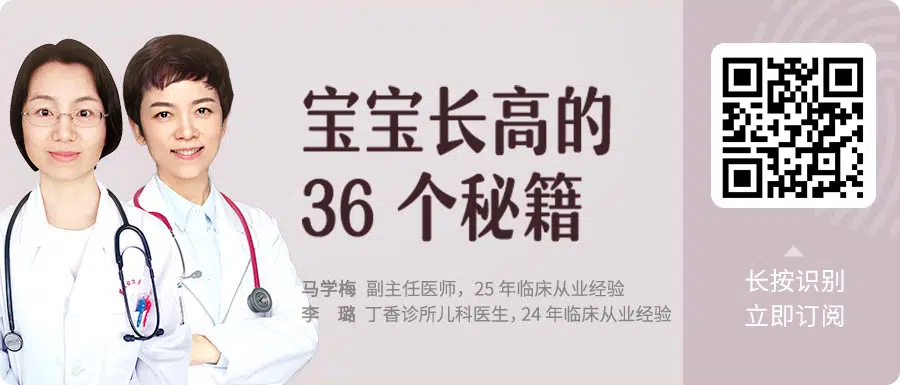 宝宝长高的
36 个秘籍
马学梅 副主任医师，25 年临床从业经验
李 璐 丁香诊所儿科医生，24 年临床从业经验
长按识别
立即订阅